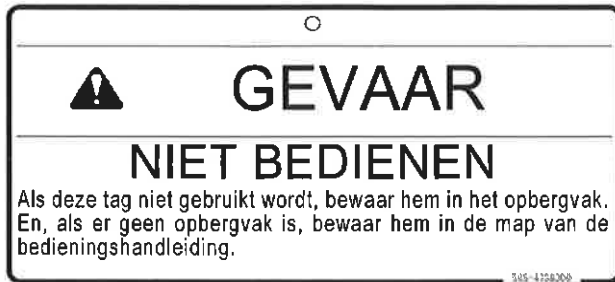 GEVAAR
NIET BEDIENEN
Als deze tag niet gebruikt wordt, bewaar hem in het opbergvak.
En, als er geen opbergvak is, bewaar hem in de map van de
bedieningshandleiding.